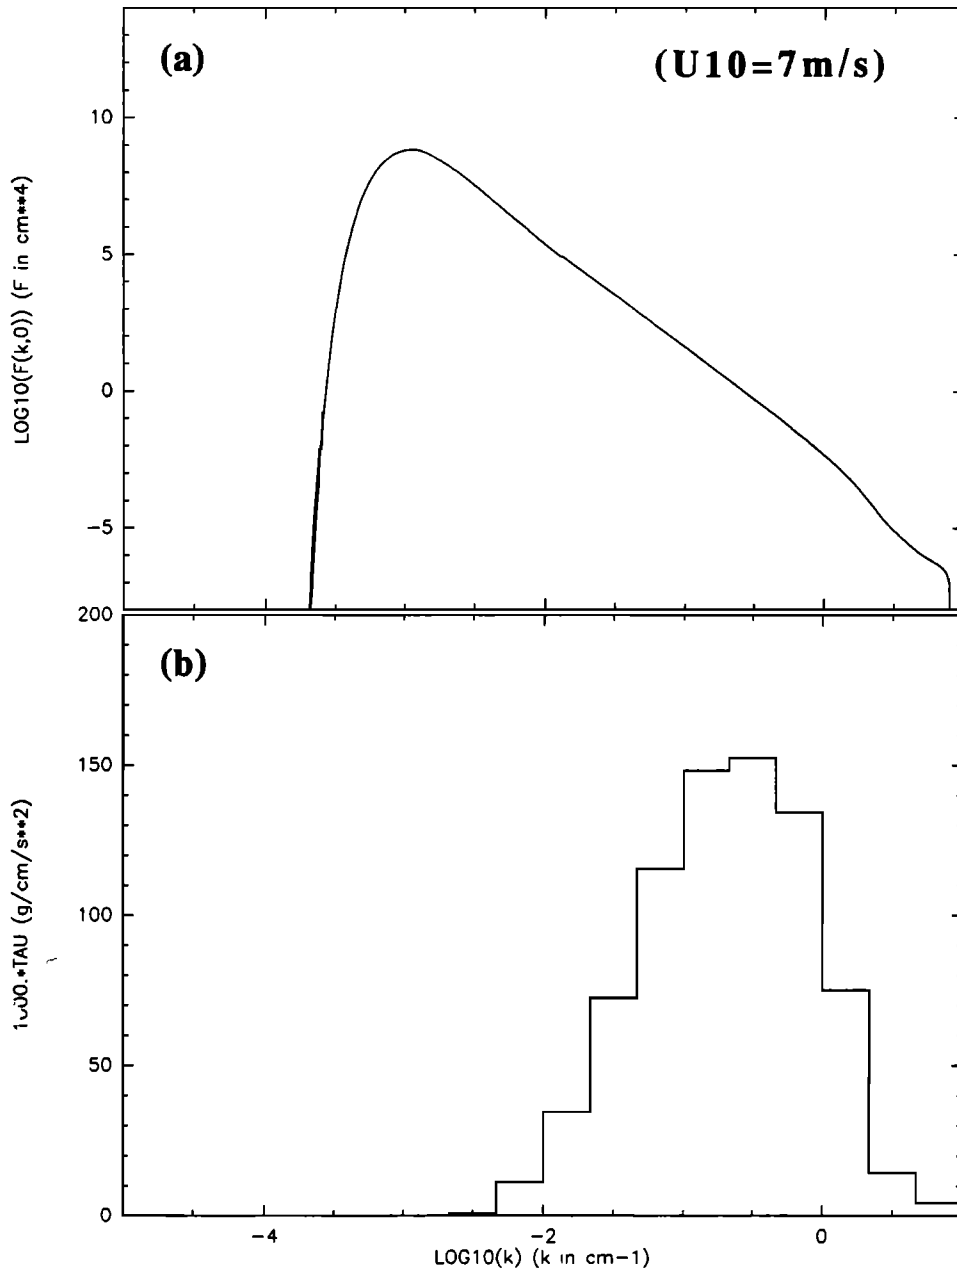 (a)
(U10=7m/s)
10
5
0
−5
LOG10(F(k,0)) (F in cm**4)
200
(b)
150
100
50
0
1000.*TAU (g/cm/s**2)
−4
−2
0
LOG10(k) (k in cm−1)